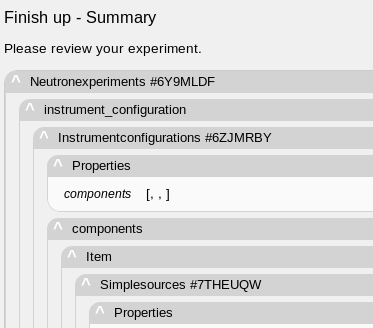 Finish up - Summary
Please review your experiment.
^ Neutronexperiments #6Y9MLDF
^ instrument_configuration
^ Instrumentconfigurations #6ZJMRBY
^ Properties
components [, , ]
^ components
^ Item
^ Simplesources #7THEUQW
^ Properties